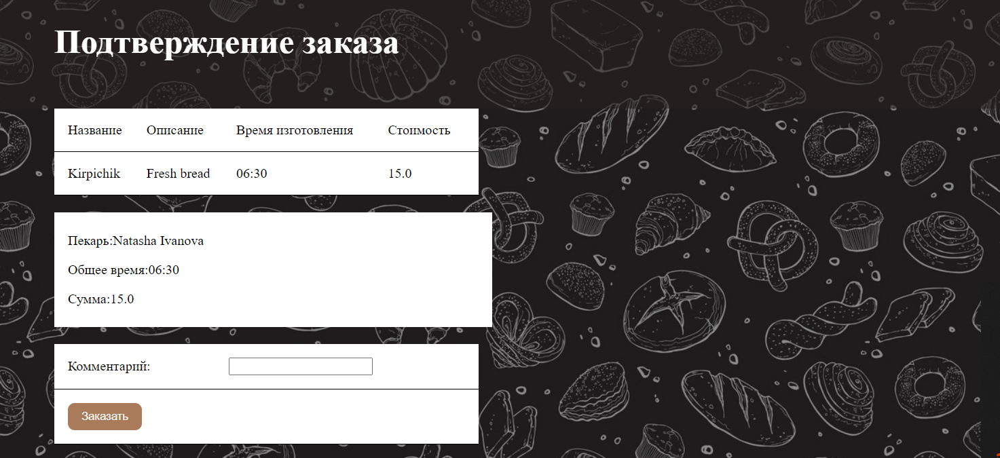 Подтверждение заказа
Название Описание Время изготовления Стоимость
Kirpichik Fresh bread 06:30 15.0
Пекарь:Natasha Ivanova
Общее время:06:30
Сумма:15.0
Комментарий:
Заказать